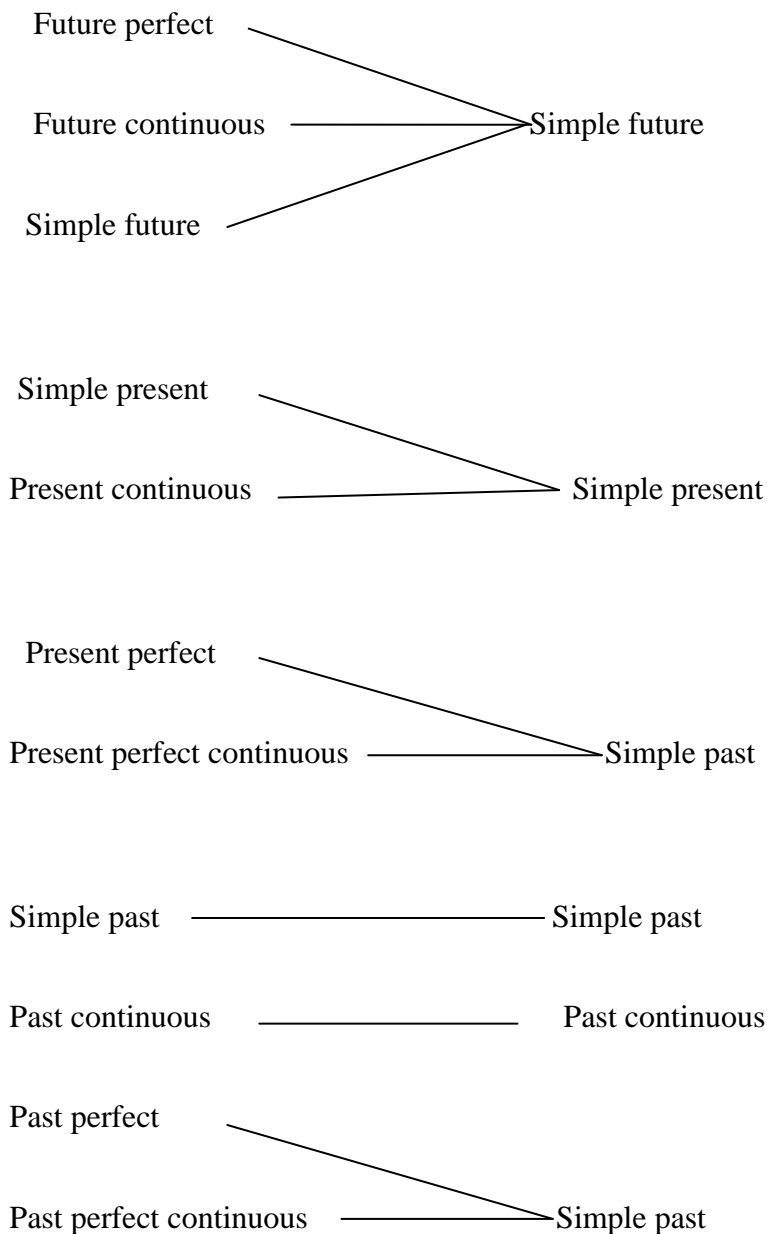 Future perfect
Future continuous Simple future
Simple future
Simple present
Present continuous Simple present
Present perfect
Present perfect continuous Simple past
Simple past Simple past
Past continuous Past continuous
Past perfect
Past perfect continuous Simple past